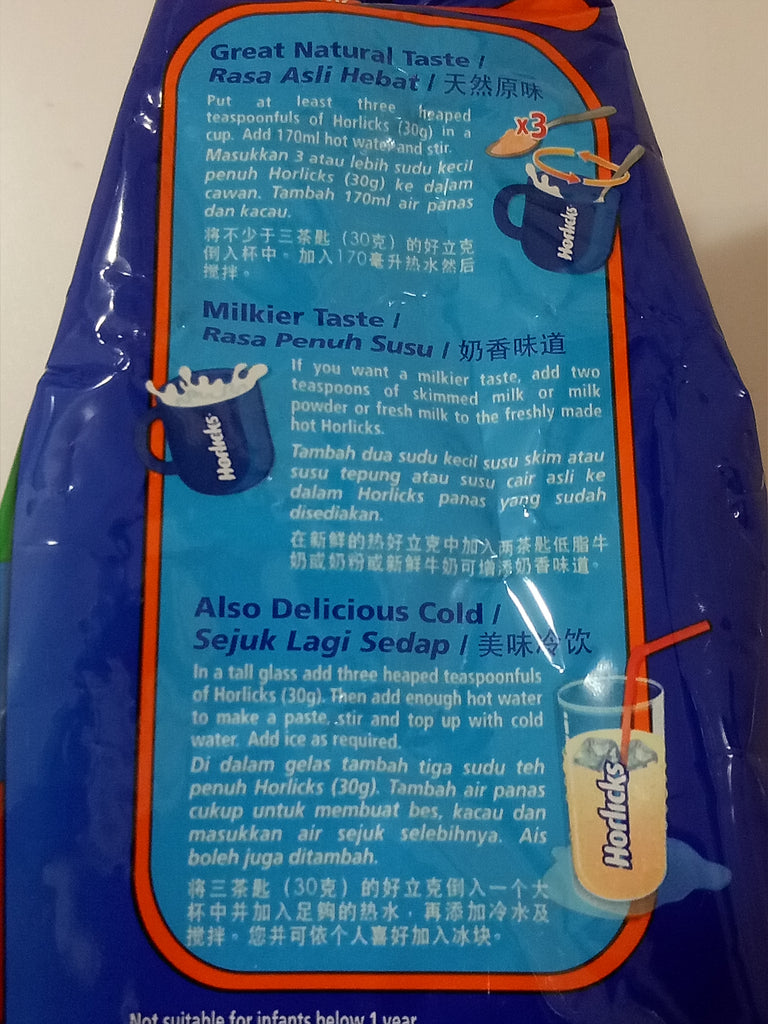 Great Natural Taste /
Rasa Asli Hebat / 天然原味
Put at least three heaped
teaspoonfuls of Horlicks (30g) in a
cup. Add 170ml hot water and stir.
Masukkan 3 atau lebih sudu kecil
penuh Horlicks (30g) ke dalam
cawan. Tambah 170ml air panas
dan kacau.
将不少于三茶匙（30克）的好立克
倒入杯中。加入170毫升热水然后
搅拌。
x3
Horlicks
Milkier Taste /
Rasa Penuh Susu / 奶香味道
If you want a milkier taste, add two
teaspoons of skimmed milk or milk
powder or fresh milk to the freshly made
hot Horlicks.
Tambah dua sudu kecil susu skim atau
susu tepung atau susu cair asli ke
dalam Horlicks panas yang sudah
disediakan.
在新鲜的热好立克中加入两茶匙低脂牛
奶或奶粉或新鲜牛奶可增添奶香味道。
Horlicks
Also Delicious Cold /
Sejuk Lagi Sedap / 美味冷饮
In a tall glass add three heaped teaspoonfuls
of Horlicks (30g). Then add enough hot water
to make a paste, stir and top up with cold
water. Add ice as required.
Di dalam gelas tambah tiga sudu teh
penuh Horlicks (30g). Tambah air panas
cukup untuk membuat bes, kacau dan
masukkan air sejuk selebihnya. Ais
boleh juga ditambah.
将三茶匙（30克）的好立克倒入一个大
杯中并加入足夠的热水，再添加冷水及
搅拌。您并可依个人喜好加入冰块。
Horlicks
Not suitable for infants below 1 year